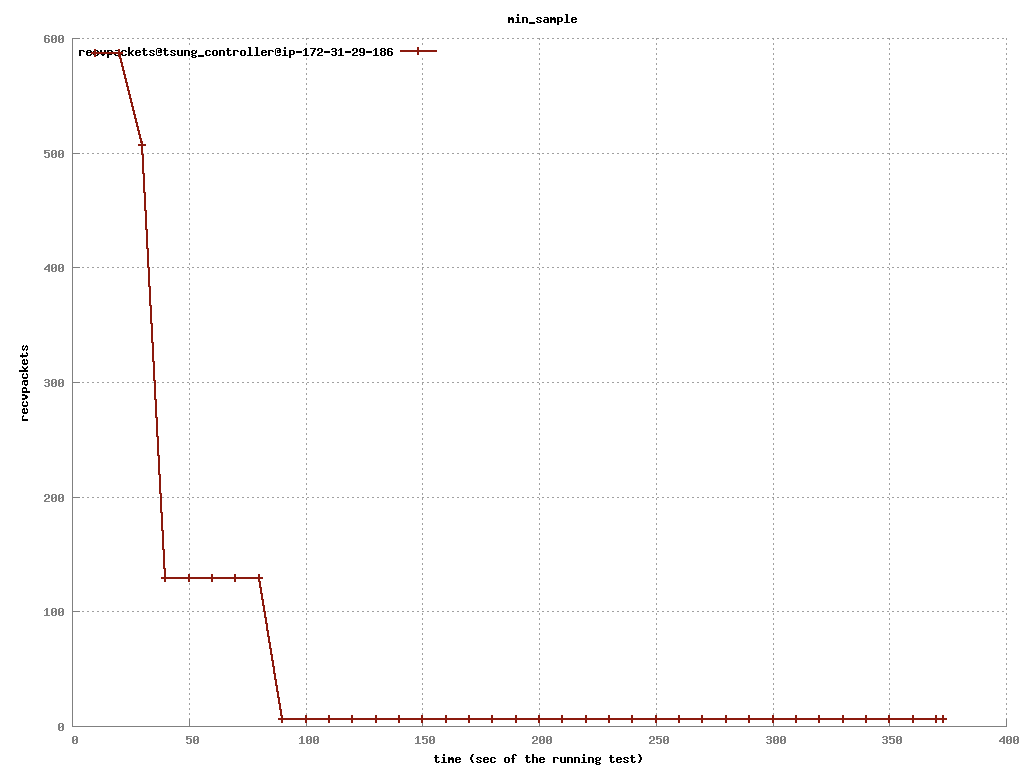 min_sample
600
recvpackets@tsung_controller@ip-172-31-29-186
500
400
300
recvpackets
200
100
0
0 50 100 150 200 250 300 350 400
time (sec of the running test)